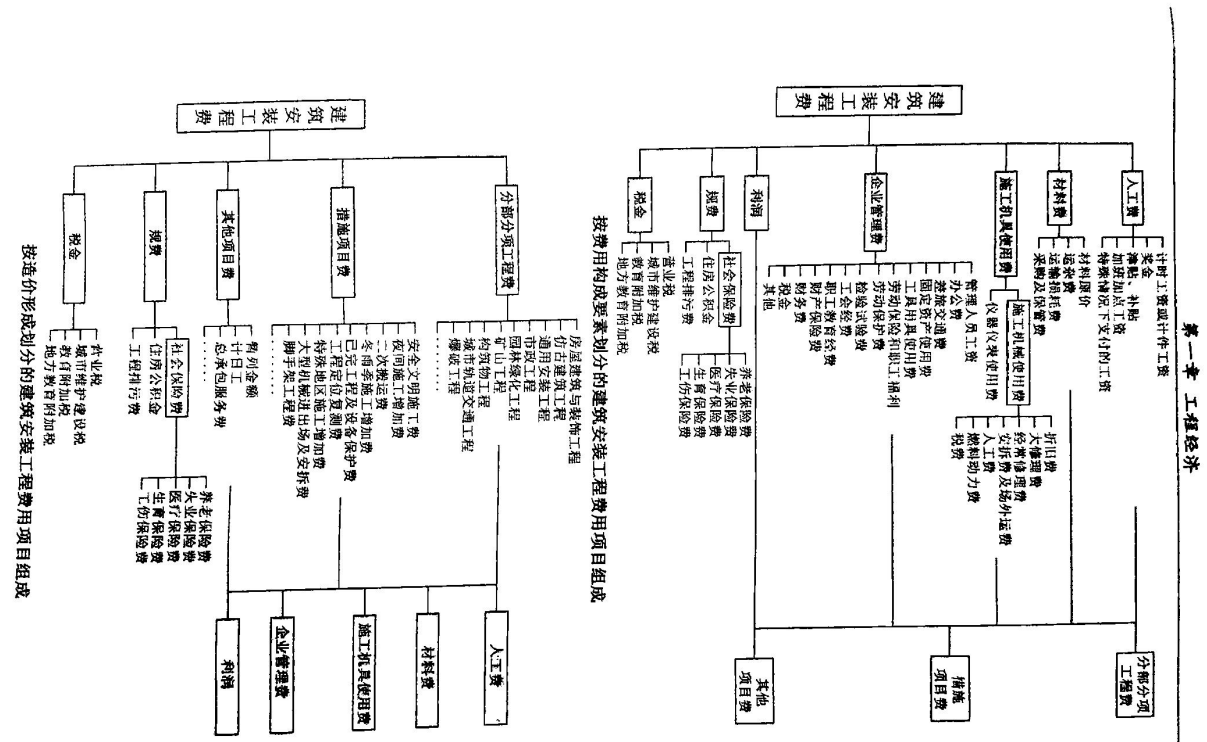 第一章 工程经济
建筑安装工程费
人工费
计时工资或计件工资
奖金
津贴、补贴
加班加点工资
特殊情况下支付的工资
材料费
材料原价
运杂费
运输损耗费
采购及保管费
施工机具使用费
施工机械使用费
折旧费
大修理费
经常修理费
安拆费及场外运费
人工费
燃料动力费
税费
仪器仪表使用费
企业管理费
管理人员工资
办公费
差旅交通费
固定资产使用费
工具用具使用费
劳动保险和职工福利
劳动保护费
检验试验费
工会经费
职工教育经费
财产保险费
财务费
税金
其他
利润
规费
社会保险费
养老保险费
失业保险费
医疗保险费
生育保险费
工伤保险费
住房公积金
工程排污费
税金
营业税
城市维护建设税
教育附加税
地方教育附加税
分部分项
工程费
措施
项目费
其他
项目费
按费用构成要素划分的建筑安装工程费用项目组成
建筑安装工程费
分部分项工程费
房屋建筑与装饰工程
仿古建筑工程
通用安装工程
市政工程
园林绿化工程
矿山工程
构筑物工程
城市轨道交通工程
爆破工程
........
措施项目费
安全文明施工费
夜间施工增加费
二次搬运费
冬雨季施工增加费
已完工程及设备保护费
工程定位复测费
特殊地区施工增加费
大型机械进出场及安拆费
脚手架工程费
........
其他项目费
暂列金额
计日工
总承包服务费
........
规费
社会保险费
养老保险费
失业保险费
医疗保险费
生育保险费
工伤保险费
住房公积金
工程排污费
税金
营业税
城市维护建设税
教育附加税
地方教育附加税
人工费
材料费
施工机具使用费
企业管理费
利润
按造价形成划分的建筑安装工程费用项目组成